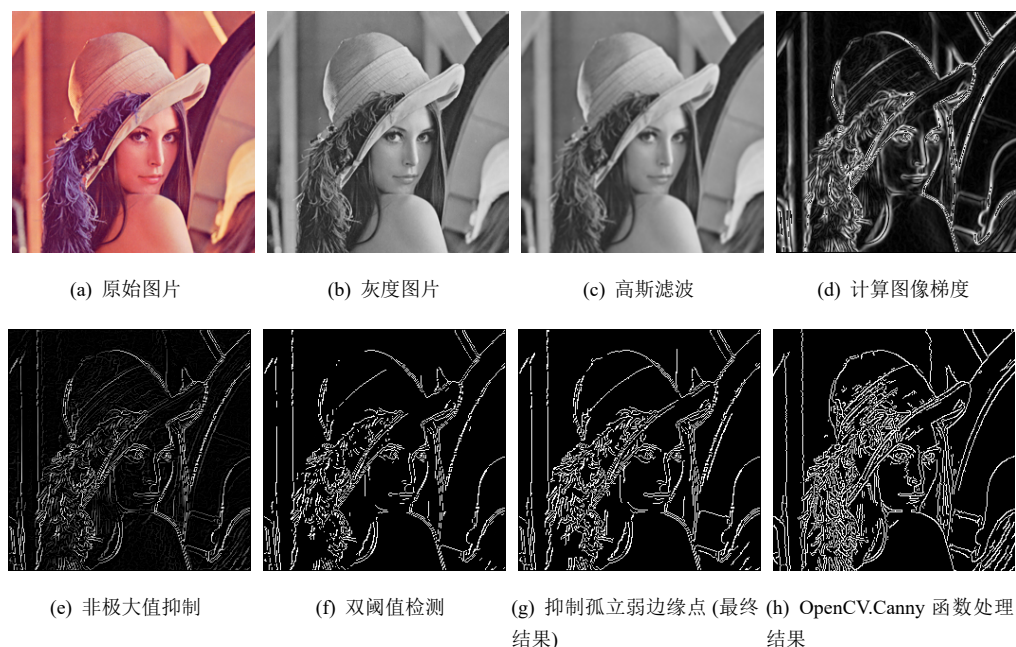 (a) 原始图片
(b) 灰度图片
(c) 高斯滤波
(d) 计算图像梯度
(e) 非极大值抑制
(f) 双阈值检测
(g) 抑制孤立弱边缘点 (最终
结果)
(h) OpenCV.Canny 函数处理
结果